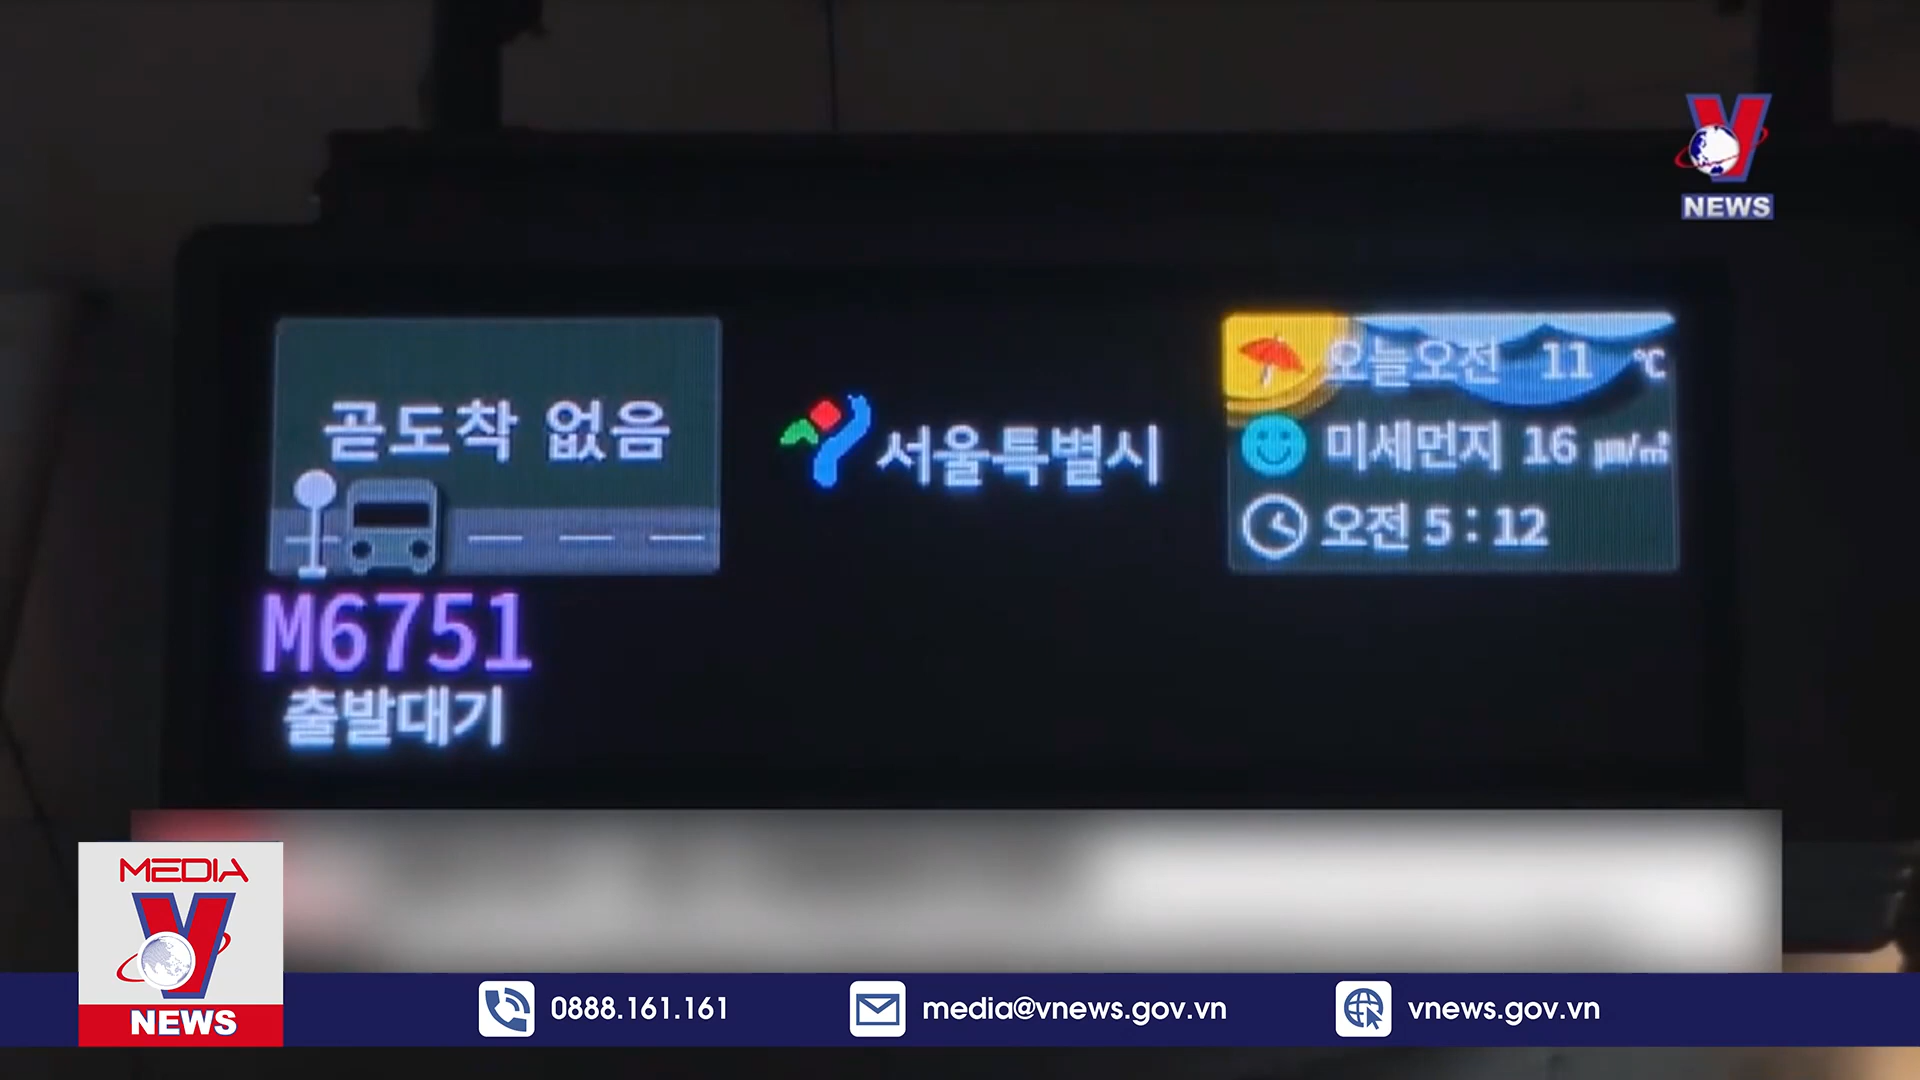 NEWS
곧도착 없음
서울특별시
오늘오전 11 ℃
미세먼지 16 ㎍/㎥
오전 5 : 12
M6751
출발대기
MEDIA
NEWS
0888.161.161
media@vnews.gov.vn
vnews.gov.vn